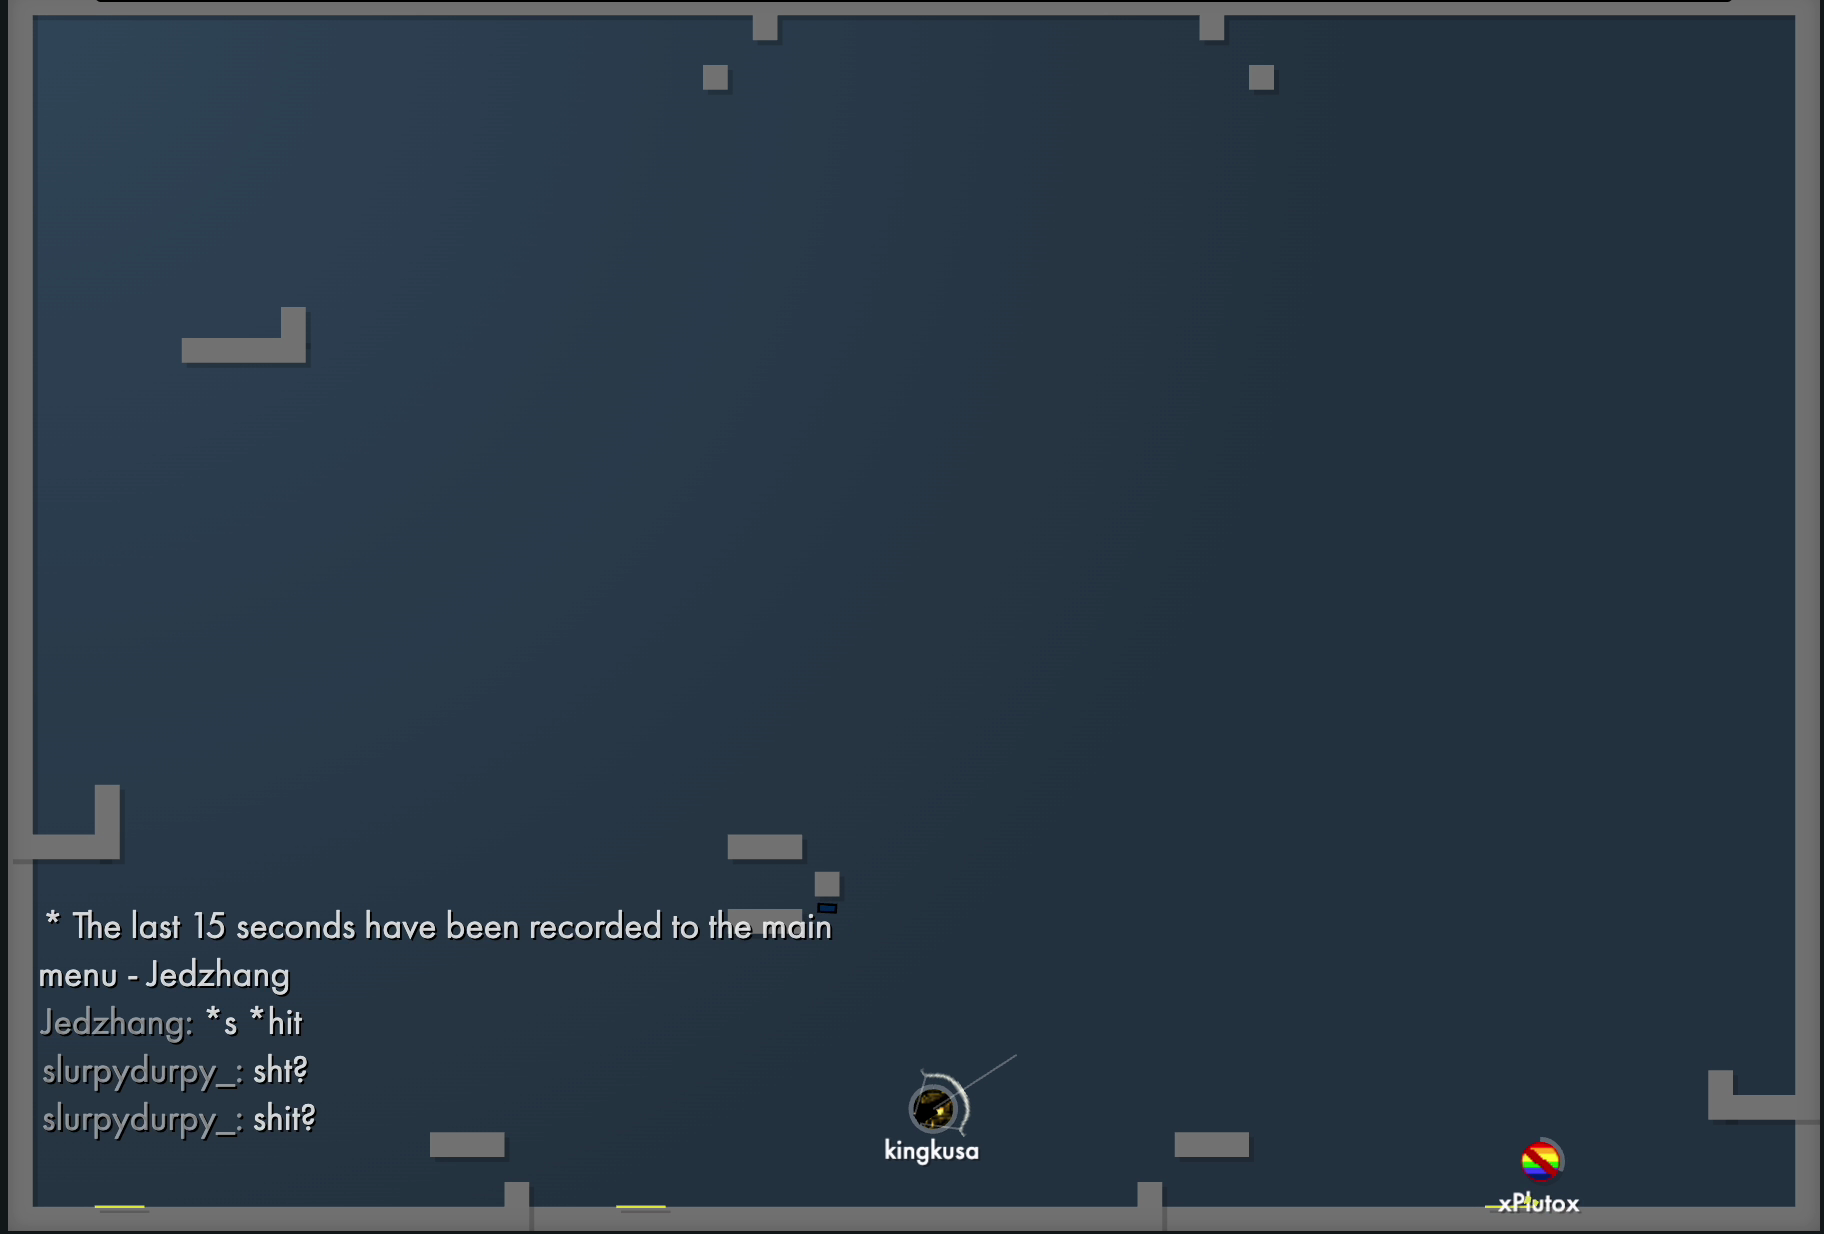 * The last 15 seconds have been recorded to the main
menu - Jedzhang
Jedzhang: *s *hit
slurpydurpy_: sht?
slurpydurpy_: shit?
kingkusa
xPlutox